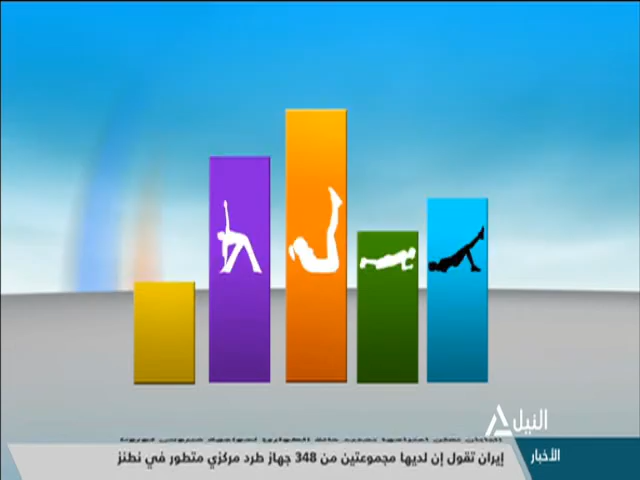 النيل
الأخبار
إيران تقول إن لديها مجموعتين من 348 جهاز طرد مركزي متطور في نطنز